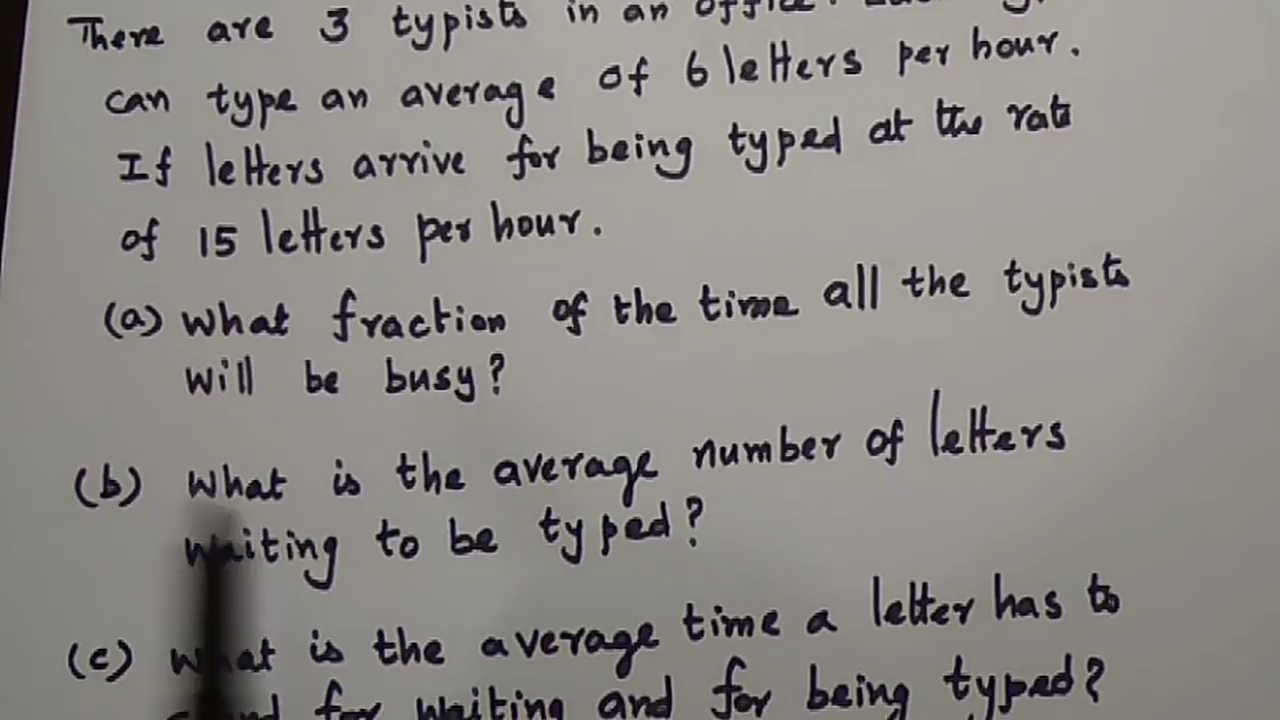 There are 3 typists in an office.
can type an average of 6 letters per hour.
If letters arrive for being typed at the rate
of 15 letters per hour.
(a) What fraction of the time all the typists
will be busy?
(b) What is the average number of letters
waiting to be typed?
(c) What is the average time a letter has to
for waiting and for being typed?